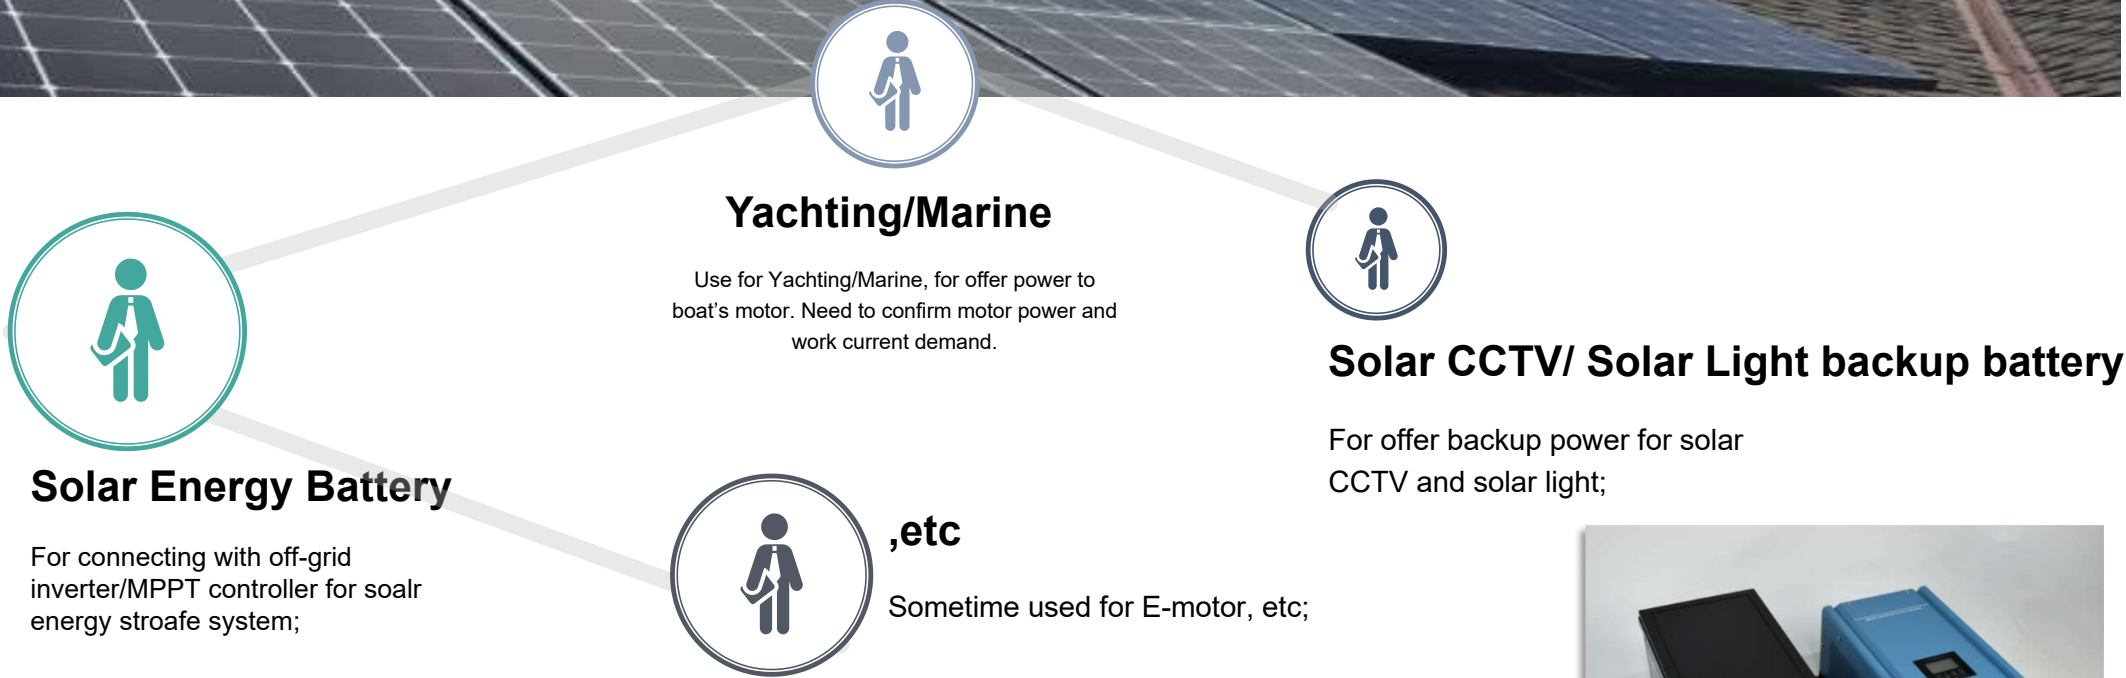 Yachting/Marine
Use for Yachting/Marine, for offer power to
boat's motor. Need to confirm motor power and
work current demand.
Solar CCTV/ Solar Light backup battery
For offer backup power for solar
CCTV and solar light;
Solar Energy Battery
For connecting with off-grid
inverter/MPPT controller for soalr
energy stroafe system;
,etc
Sometime used for E-motor, etc;